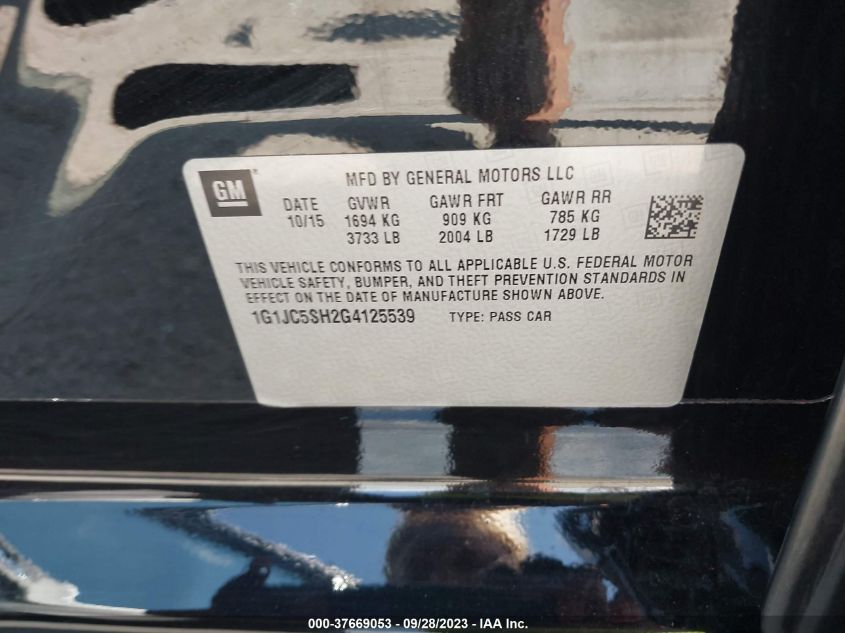 GM
MFD BY GENERAL MOTORS LLC
DATE GVWR GAWR FRT GAWR RR
10/15 1694 KG 909 KG 785 KG
3733 LB 2004 LB 1729 LB
THIS VEHICLE CONFORMS TO ALL APPLICABLE U.S. FEDERAL MOTOR
VEHICLE SAFETY, BUMPER, AND THEFT PREVENTION STANDARDS IN
EFFECT ON THE DATE OF MANUFACTURE SHOWN ABOVE.
1G1JC5SH2G4125539 TYPE: PASS CAR
000-37669053 - 09/28/2023 - IAA Inc.